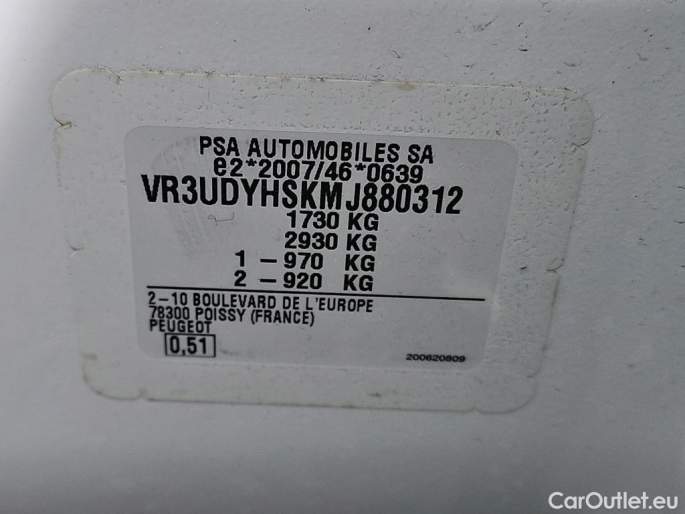 PSA AUTOMOBILES SA
e2*2007/46*0639
VR3UDYHSKMJ880312
1730 KG
2930 KG
1 – 970 KG
2 – 920 KG
2–10 BOULEVARD DE L'EUROPE
78300 POISSY (FRANCE)
PEUGEOT
0,51
200620809
CarOutlet.eu